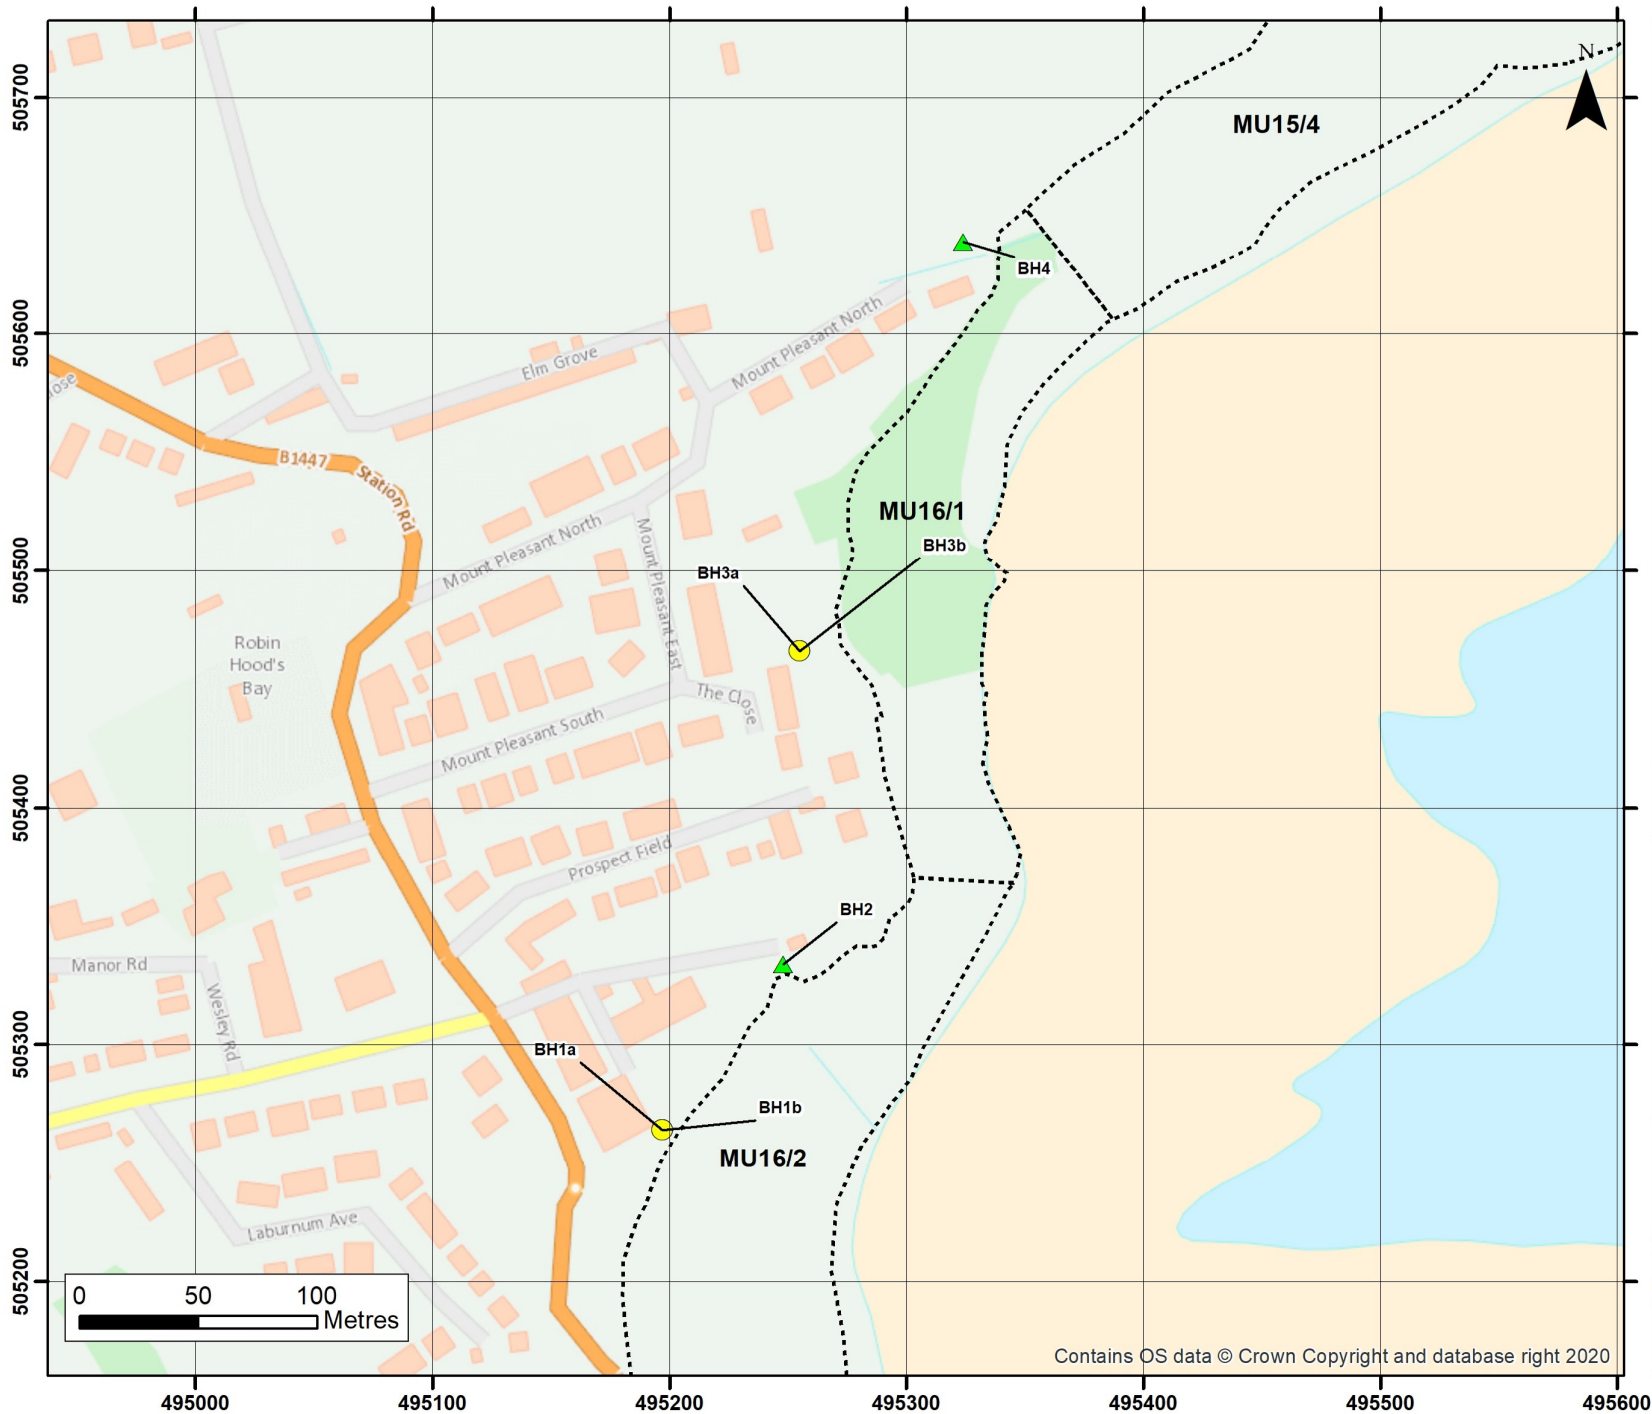 N
MU15/4
BH4
Mount Pleasant North
Elm Grove
ose
B1447
Station Rd
MU16/1
BH3b
Mount Pleasant North
Mount Pleasant East
BH3a
Robin
Hood's
Bay
The Close
Mount Pleasant South
Prospect Field
BH2
Manor Rd
Wesley Rd
BH1a
BH1b
MU16/2
Laburnum Ave
0 50 100
Metres
Contains OS data © Crown Copyright and database right 2020
505700
505600
505500
505400
505300
505200
495000 495100 495200 495300 495400 495500 495600